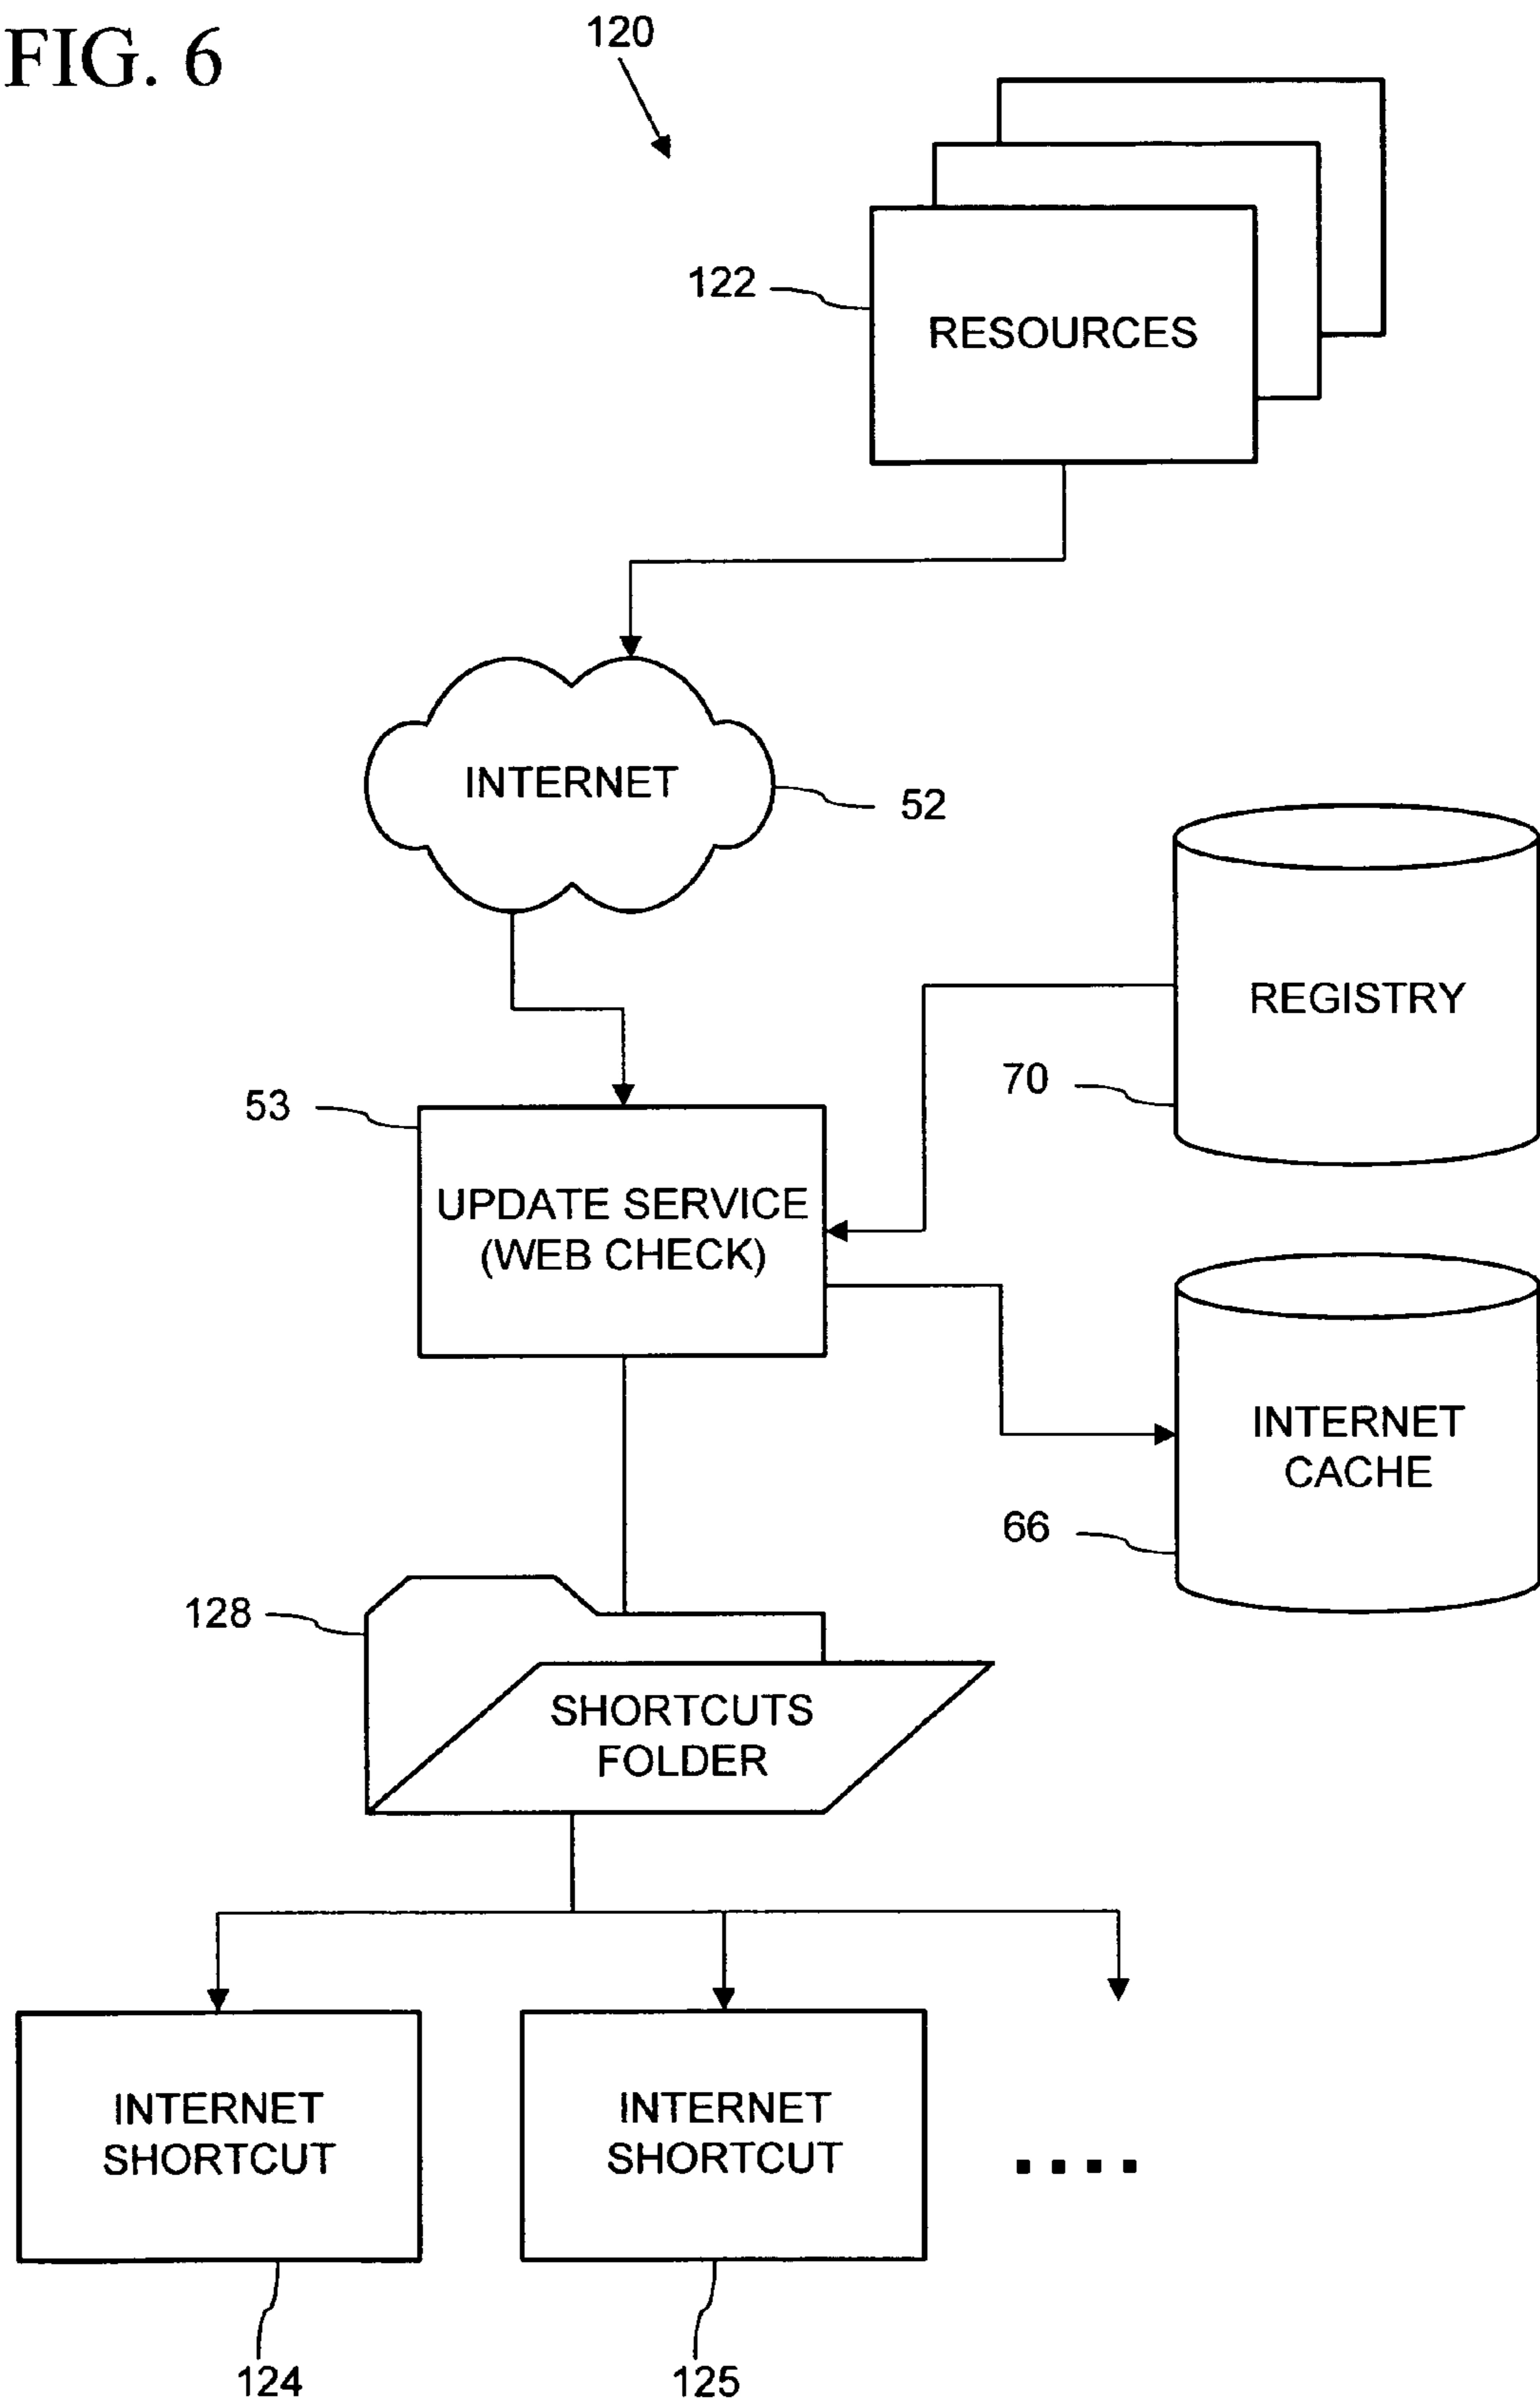 FIG. 6
120
122
RESOURCES
INTERNET
52
REGISTRY
70
53
UPDATE SERVICE
(WEB CHECK)
INTERNET
CACHE
66
128
SHORTCUTS
FOLDER
INTERNET
SHORTCUT
INTERNET
SHORTCUT
....
124
125